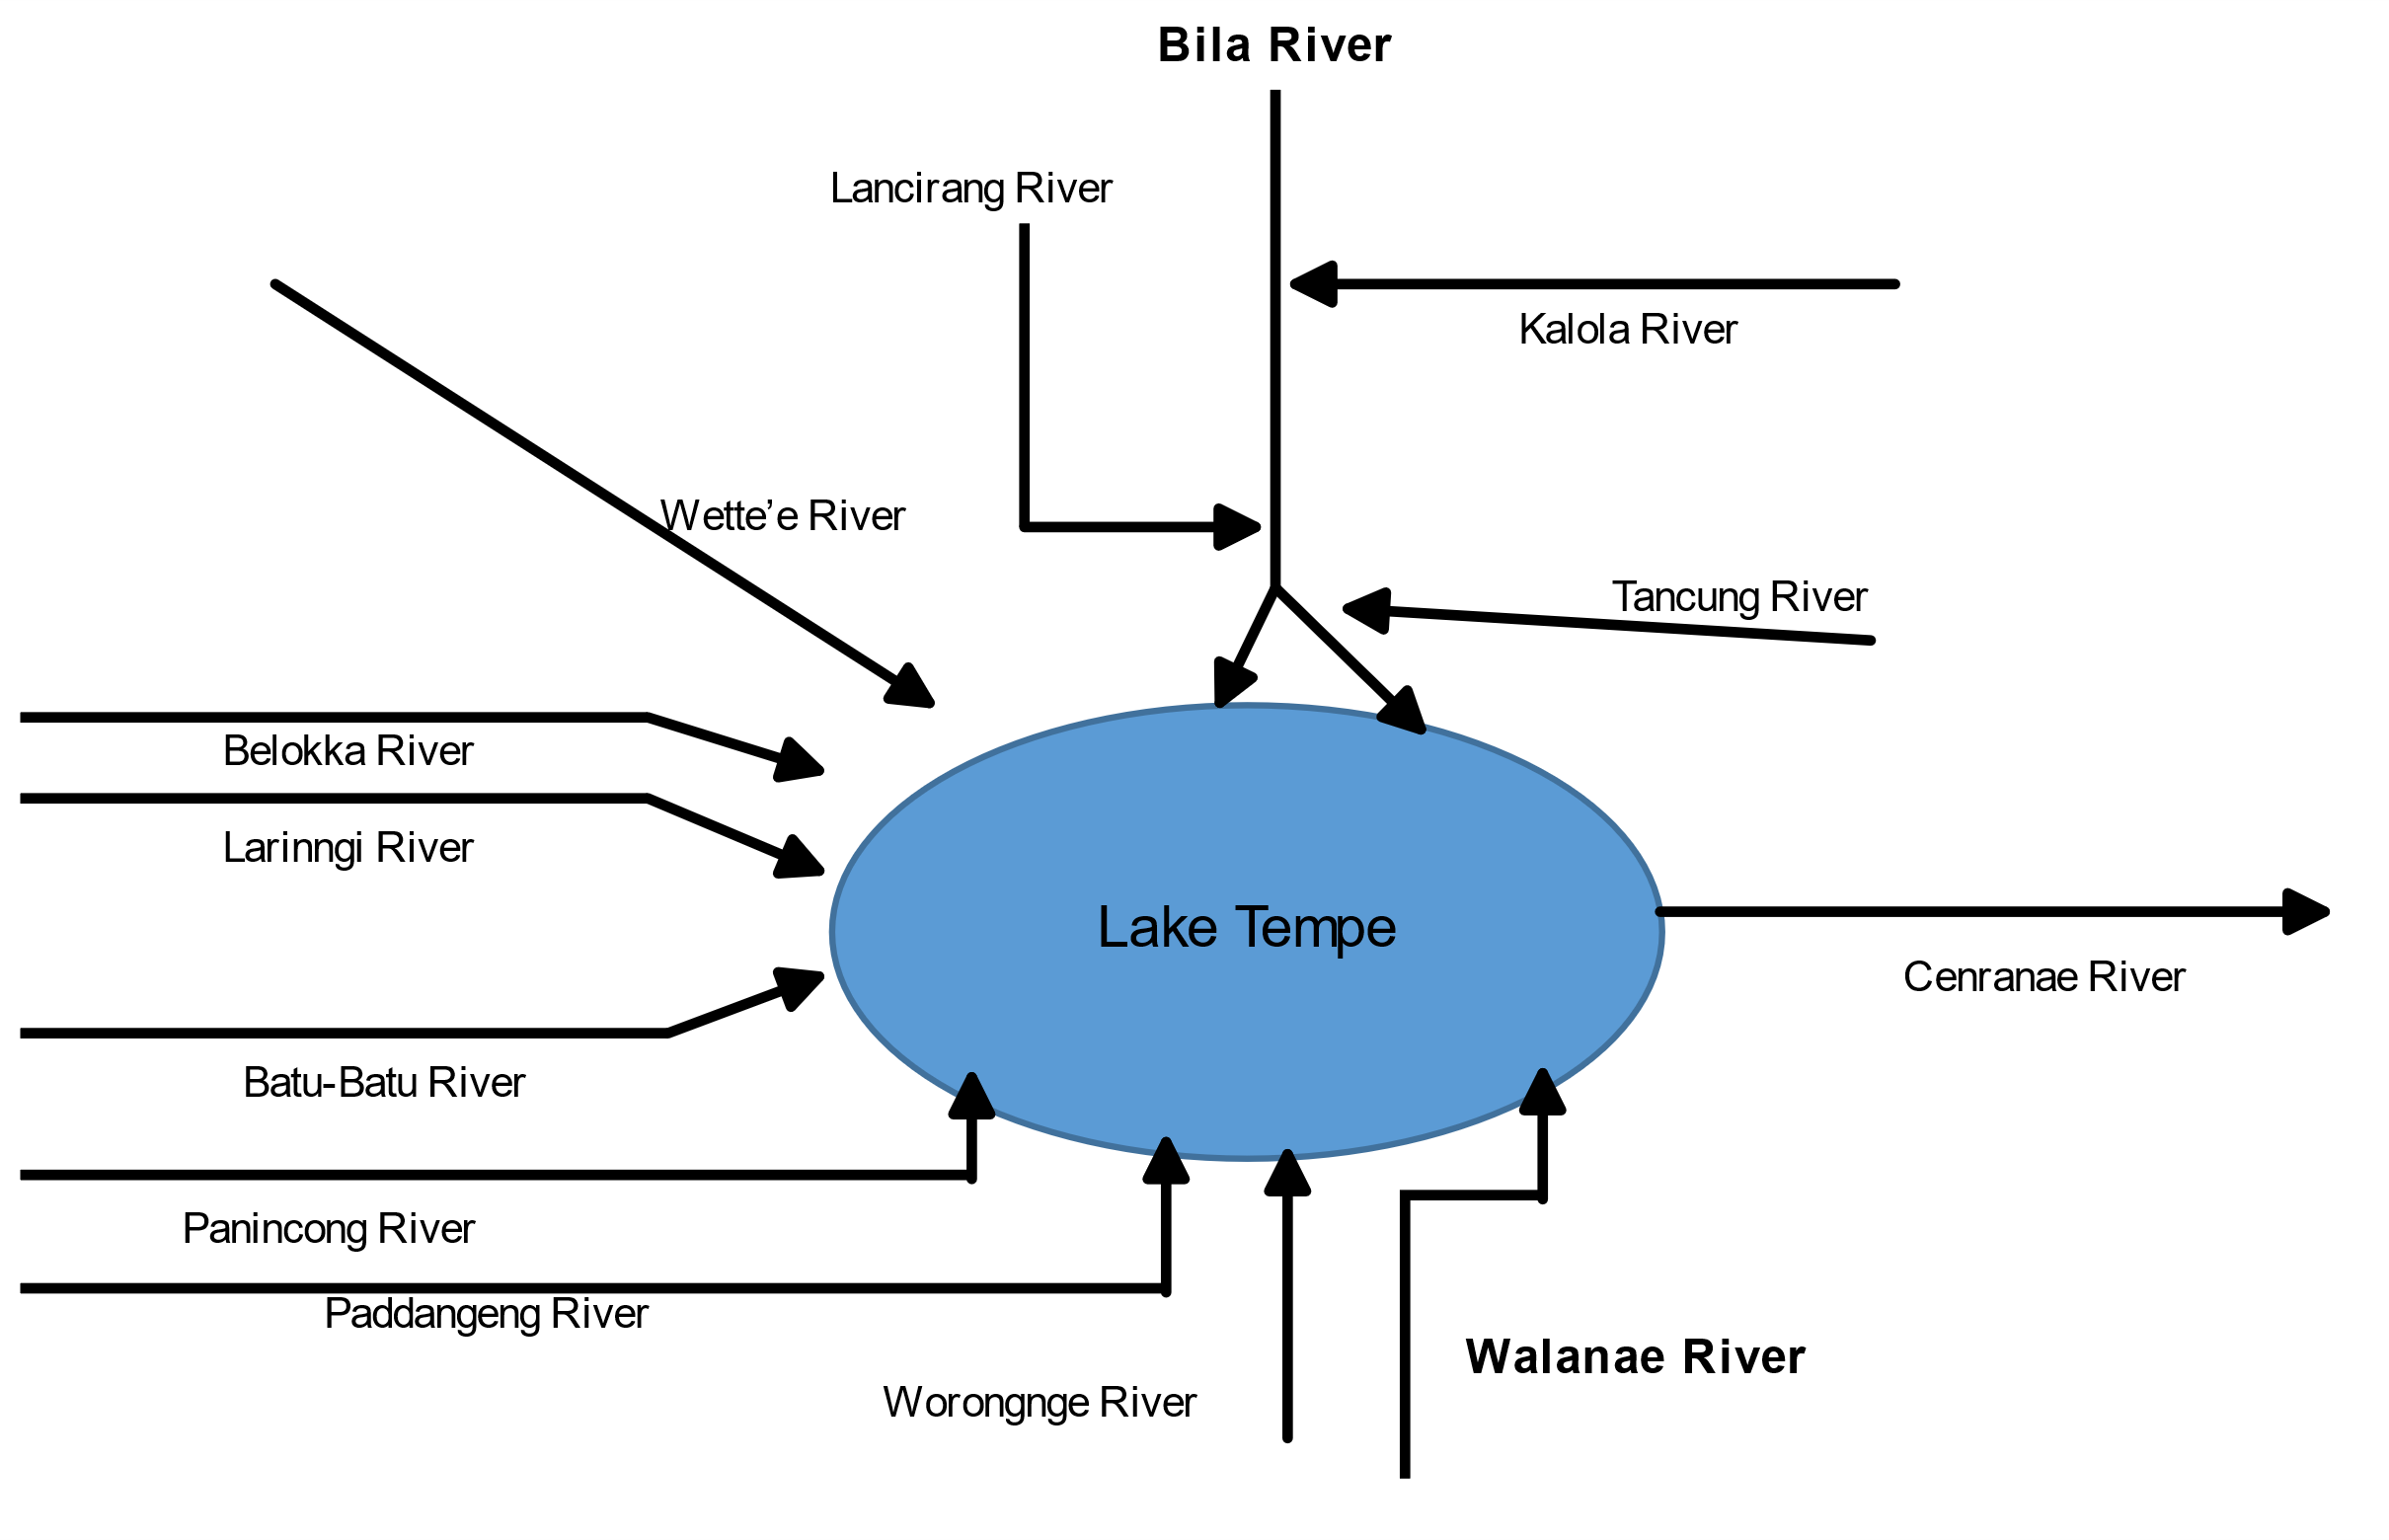 Bila River
Lancirang River
Kalola River
Wette’e River
Tancung River
Belokka River
Larinngi River
Lake Tempe
Cenranae River
Batu-Batu River
Panincong River
Paddangeng River
Walanae River
Worongnge River